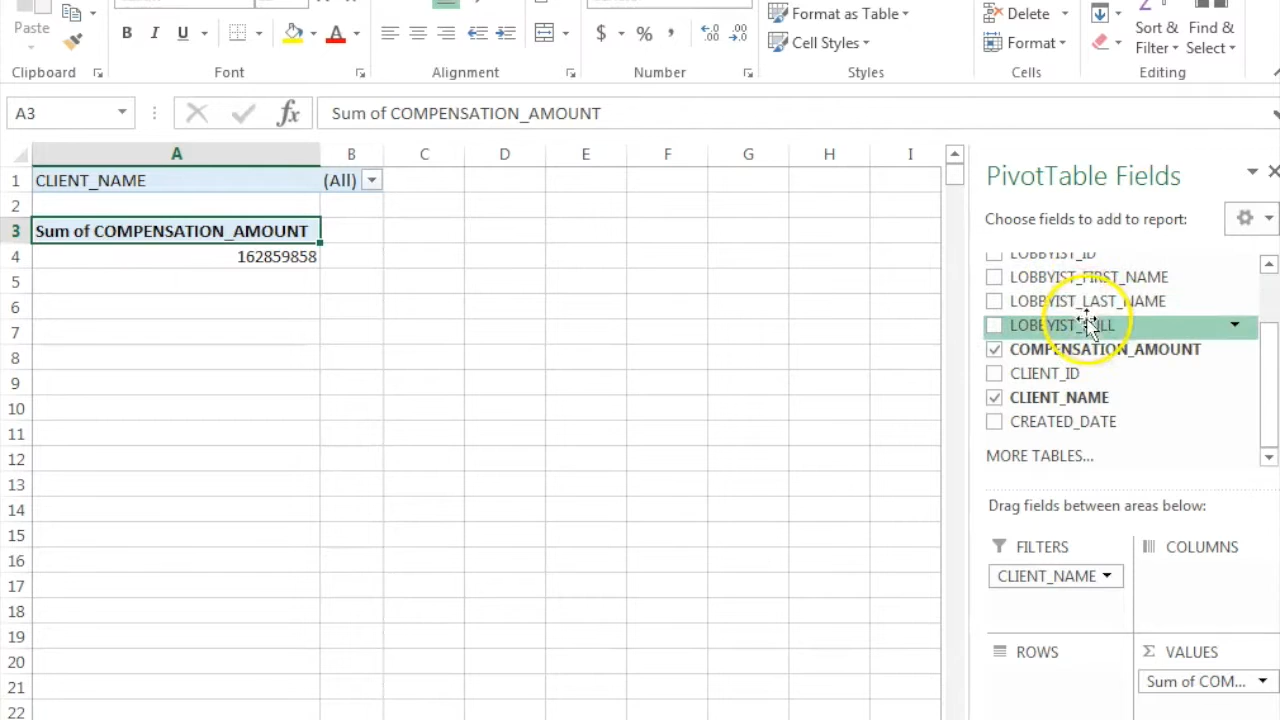 Paste
B I U
A
$ % ,
Format as Table
Cell Styles
Delete
Format
Sort & Find &
Filter Select
Clipboard Font Alignment Number Styles Cells Editing
A3 fx Sum of COMPENSATION_AMOUNT
A B C D E F G H I
1 CLIENT_NAME (All)
2
3 Sum of COMPENSATION_AMOUNT
4 162859858
5
6
7
8
9
10
11
12
13
14
15
16
17
18
19
20
21
22
PivotTable Fields
Choose fields to add to report:
LOBBYIST_ID
LOBBYIST_FIRST_NAME
LOBBYIST_LAST_NAME
COMPENSATION_AMOUNT
CLIENT_ID
CLIENT_NAME
CREATED_DATE
MORE TABLES...
Drag fields between areas below:
FILTERS COLUMNS
CLIENT_NAME
ROWS Σ VALUES
Sum of COM...